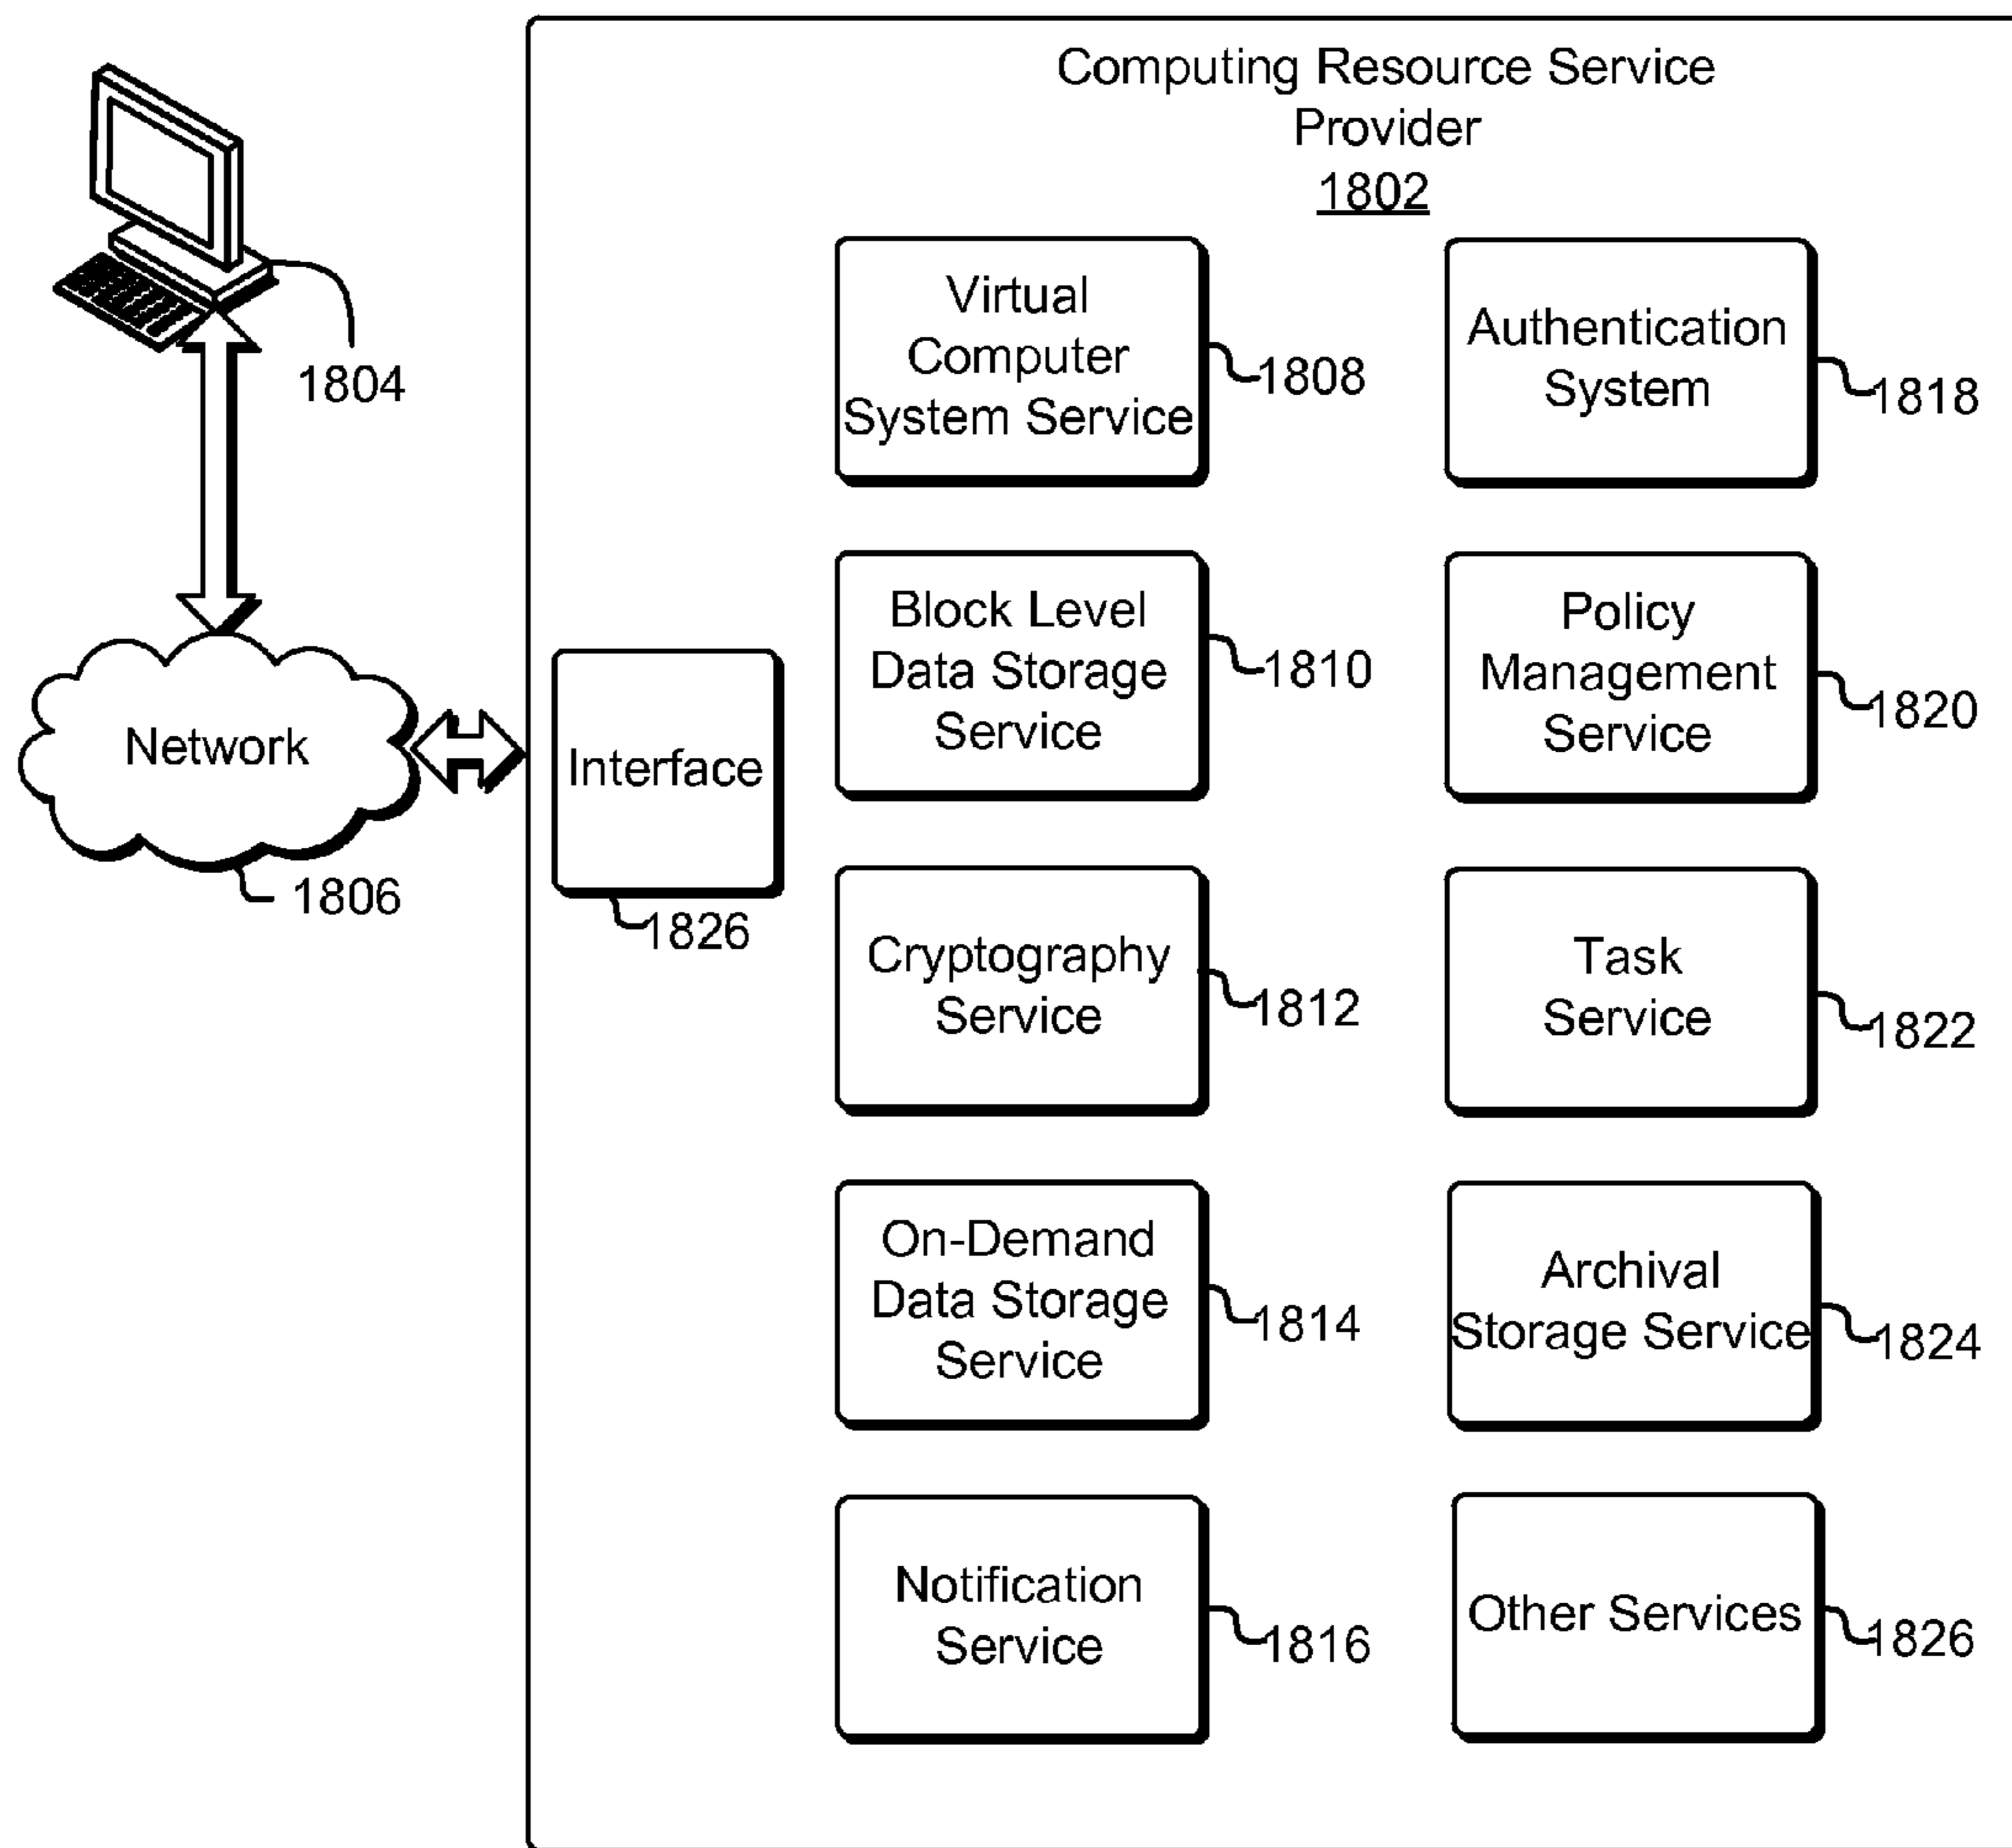 Computing Resource Service
Provider
1802
1804
Network
1806
Interface
1826
Virtual
Computer
System Service
1808
Authentication
System
1818
Block Level
Data Storage
Service
1810
Policy
Management
Service
1820
Cryptography
Service
1812
Task
Service
1822
On-Demand
Data Storage
Service
1814
Archival
Storage Service
1824
Notification
Service
1816
Other Services
1826